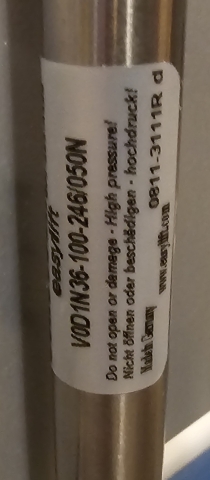 easylift
V0D1N36-100-246/050N
Do not open or damage - High pressure!
Nicht öffnen oder beschädigen - hochdruck!
Made in Germany www.easylift.com 0811-3111R d